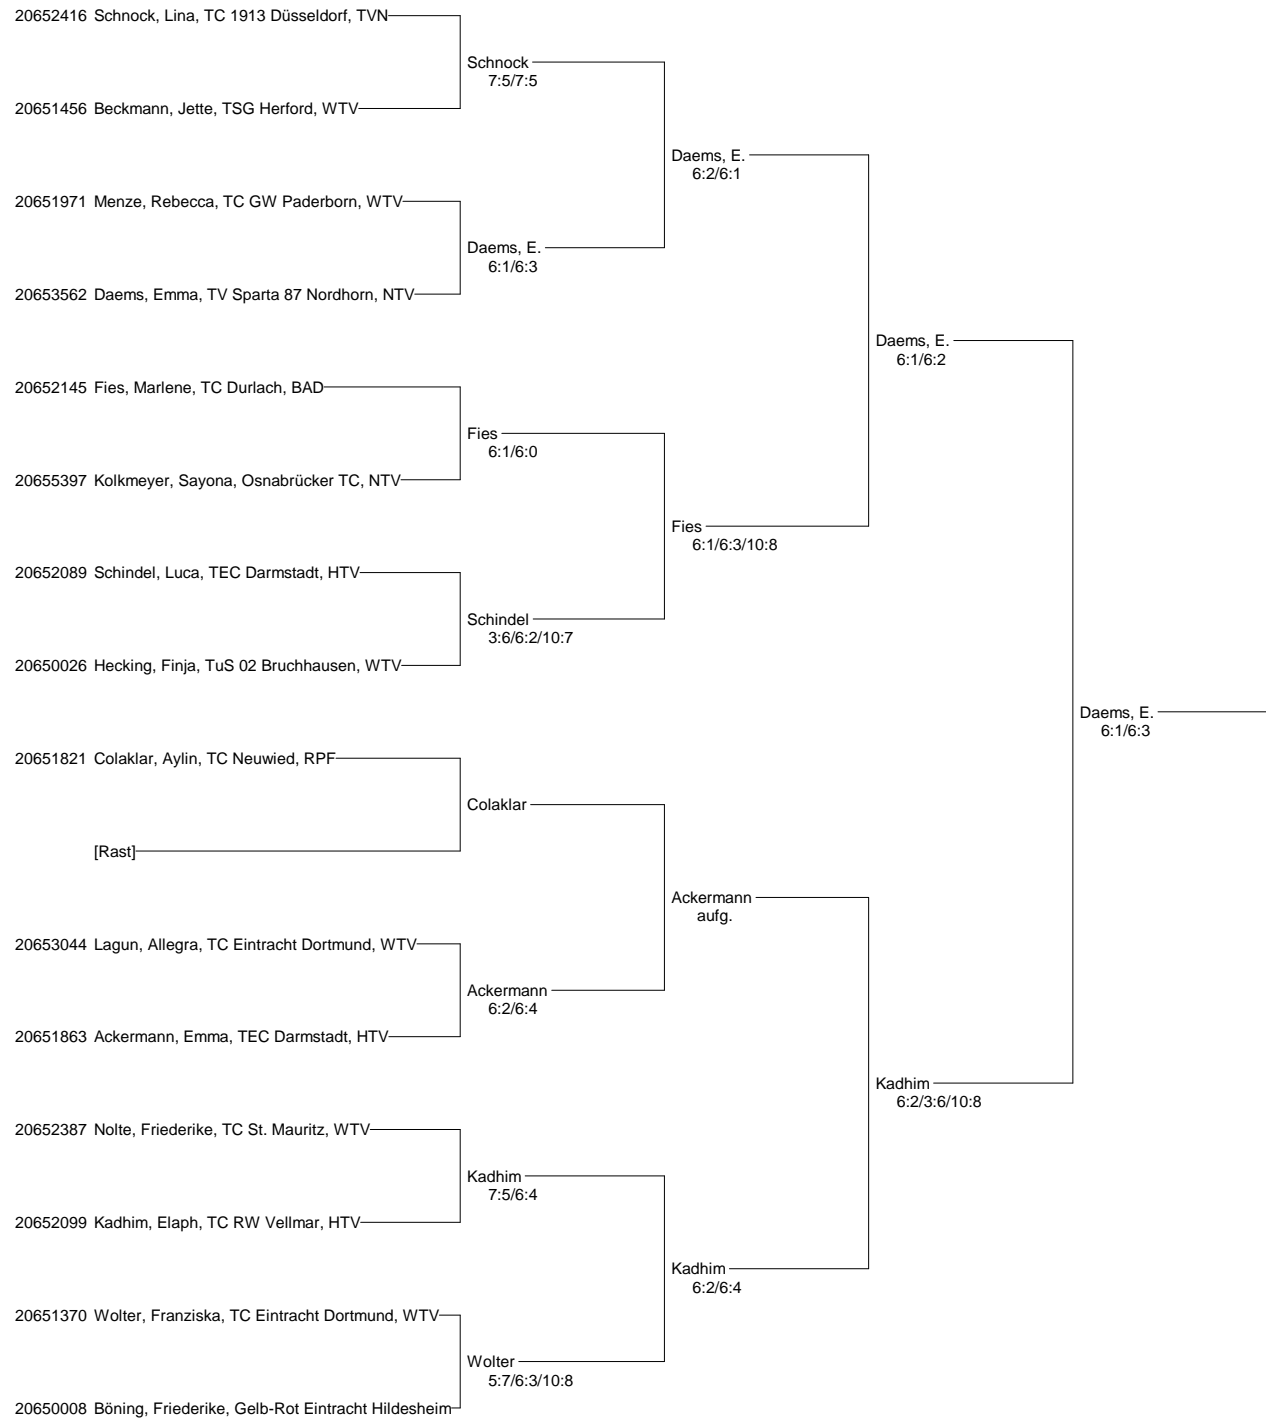 20652416 Schnock, Lina, TC 1913 Düsseldorf, TVN
Schnock
7:5/7:5
20651456 Beckmann, Jette, TSG Herford, WTV
Daems, E.
6:2/6:1
20651971 Menze, Rebecca, TC GW Paderborn, WTV
Daems, E.
6:1/6:3
20653562 Daems, Emma, TV Sparta 87 Nordhorn, NTV
Daems, E.
6:1/6:2
20652145 Fies, Marlene, TC Durlach, BAD
Fies
6:1/6:0
20655397 Kolkmeyer, Sayona, Osnabrücker TC, NTV
Fies
6:1/6:3/10:8
20652089 Schindel, Luca, TEC Darmstadt, HTV
Schindel
3:6/6:2/10:7
20650026 Hecking, Finja, TuS 02 Bruchhausen, WTV
Daems, E.
6:1/6:3
20651821 Colaklar, Aylin, TC Neuwied, RPF
Colaklar
[Rast]
Ackermann
aufg.
20653044 Lagun, Allegra, TC Eintracht Dortmund, WTV
Ackermann
6:2/6:4
20651863 Ackermann, Emma, TEC Darmstadt, HTV
Kadhim
6:2/3:6/10:8
20652387 Nolte, Friederike, TC St. Mauritz, WTV
Kadhim
7:5/6:4
20652099 Kadhim, Elaph, TC RW Vellmar, HTV
Kadhim
6:2/6:4
20651370 Wolter, Franziska, TC Eintracht Dortmund, WTV
Wolter
5:7/6:3/10:8
20650008 Böning, Friederike, Gelb-Rot Eintracht Hildesheim